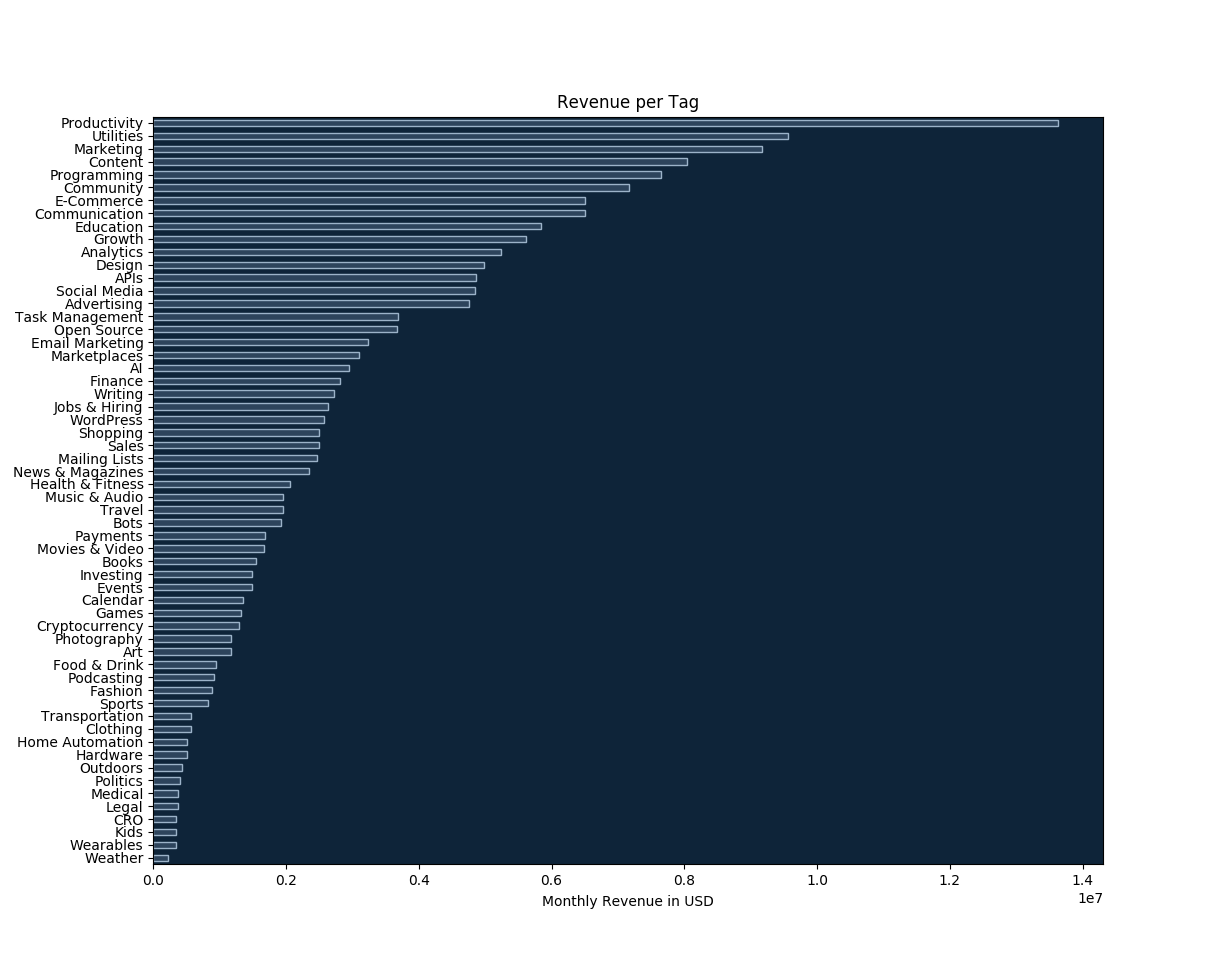 Revenue per Tag
Productivity
Utilities
Marketing
Content
Programming
Community
E-Commerce
Communication
Education
Growth
Analytics
Design
APIs
Social Media
Advertising
Task Management
Open Source
Email Marketing
Marketplaces
AI
Finance
Writing
Jobs & Hiring
WordPress
Shopping
Sales
Mailing Lists
News & Magazines
Health & Fitness
Music & Audio
Travel
Bots
Payments
Movies & Video
Books
Investing
Events
Calendar
Games
Cryptocurrency
Photography
Art
Food & Drink
Podcasting
Fashion
Sports
Transportation
Clothing
Home Automation
Hardware
Outdoors
Politics
Medical
Legal
CRO
Kids
Wearables
Weather
0.0 0.2 0.4 0.6 0.8 1.0 1.2 1.4
1e7
Monthly Revenue in USD